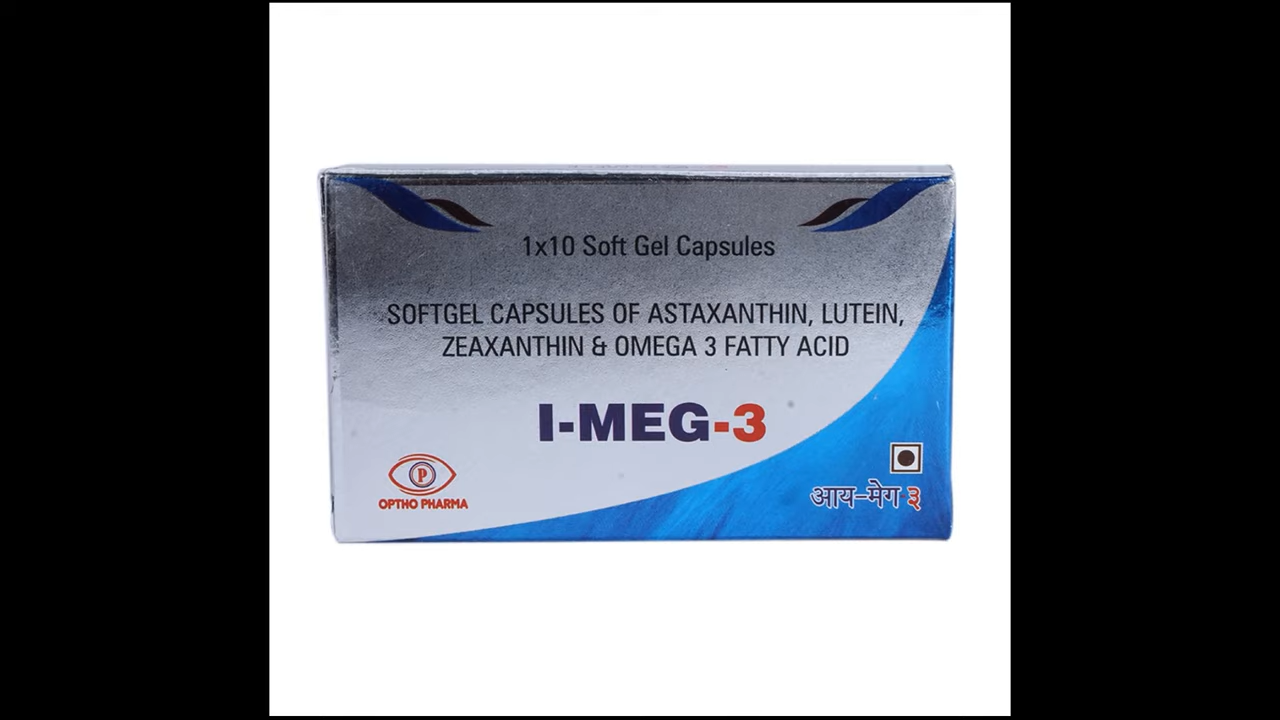 1x10 Soft Gel Capsules
SOFTGEL CAPSULES OF ASTAXANTHIN, LUTEIN,
ZEAXANTHIN & OMEGA 3 FATTY ACID
I-MEG-3
P
OPTHO PHARMA
आय-मेग ३